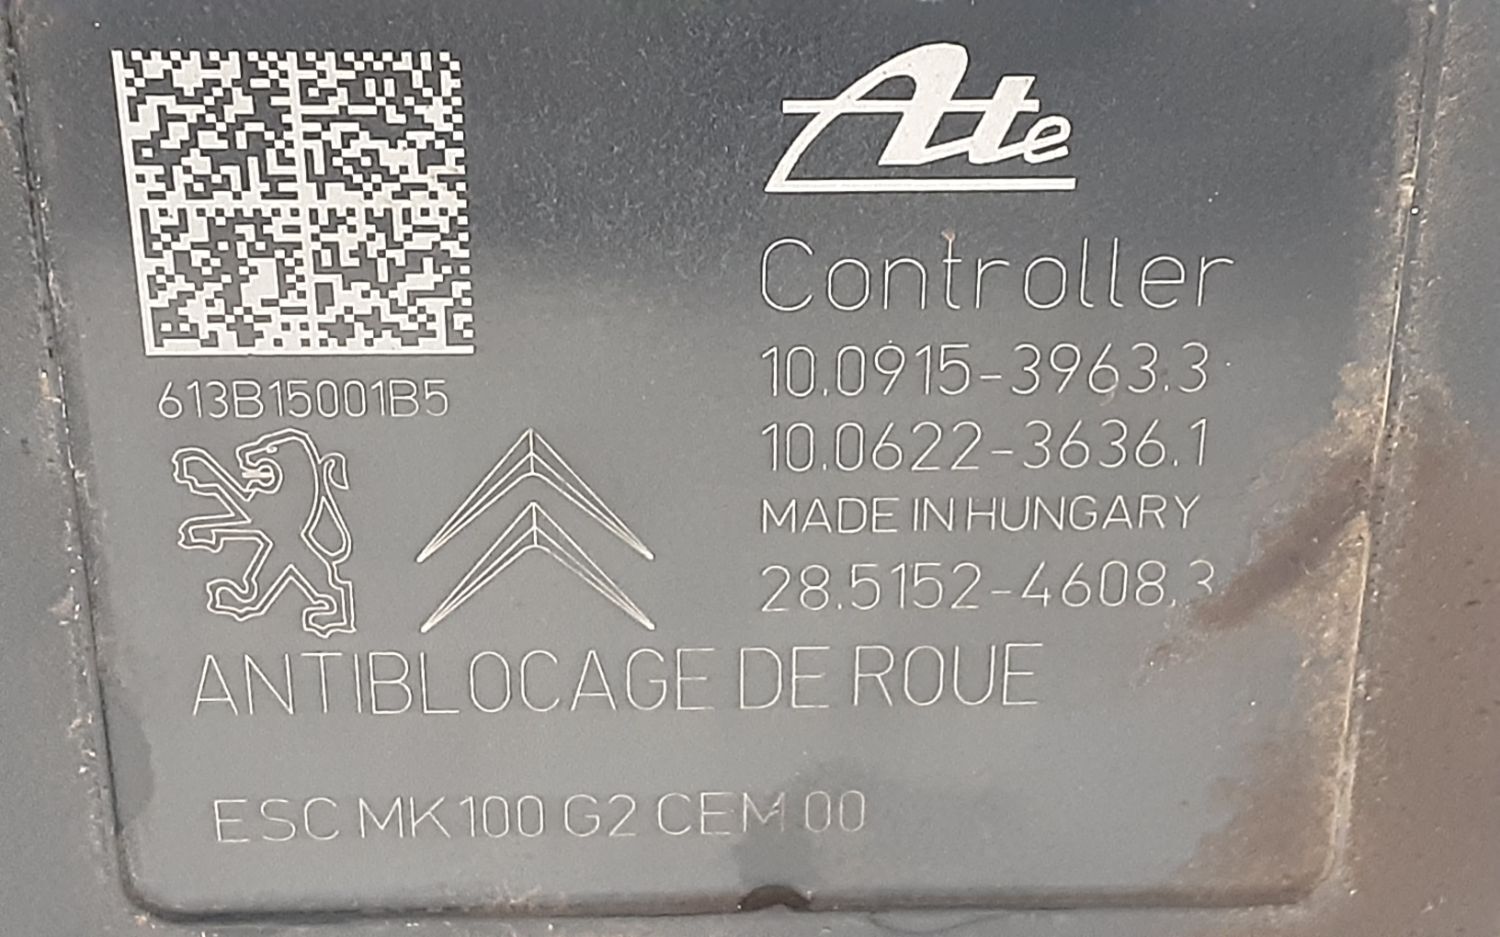 Ate
Controller
10.0915-3963.3
613B15001B5
10.0622-3636.1
MADE IN HUNGARY
28.5152-4608.3
ANTIBLOCAGE DE ROUE
ESC MK100 G2 CEM 00